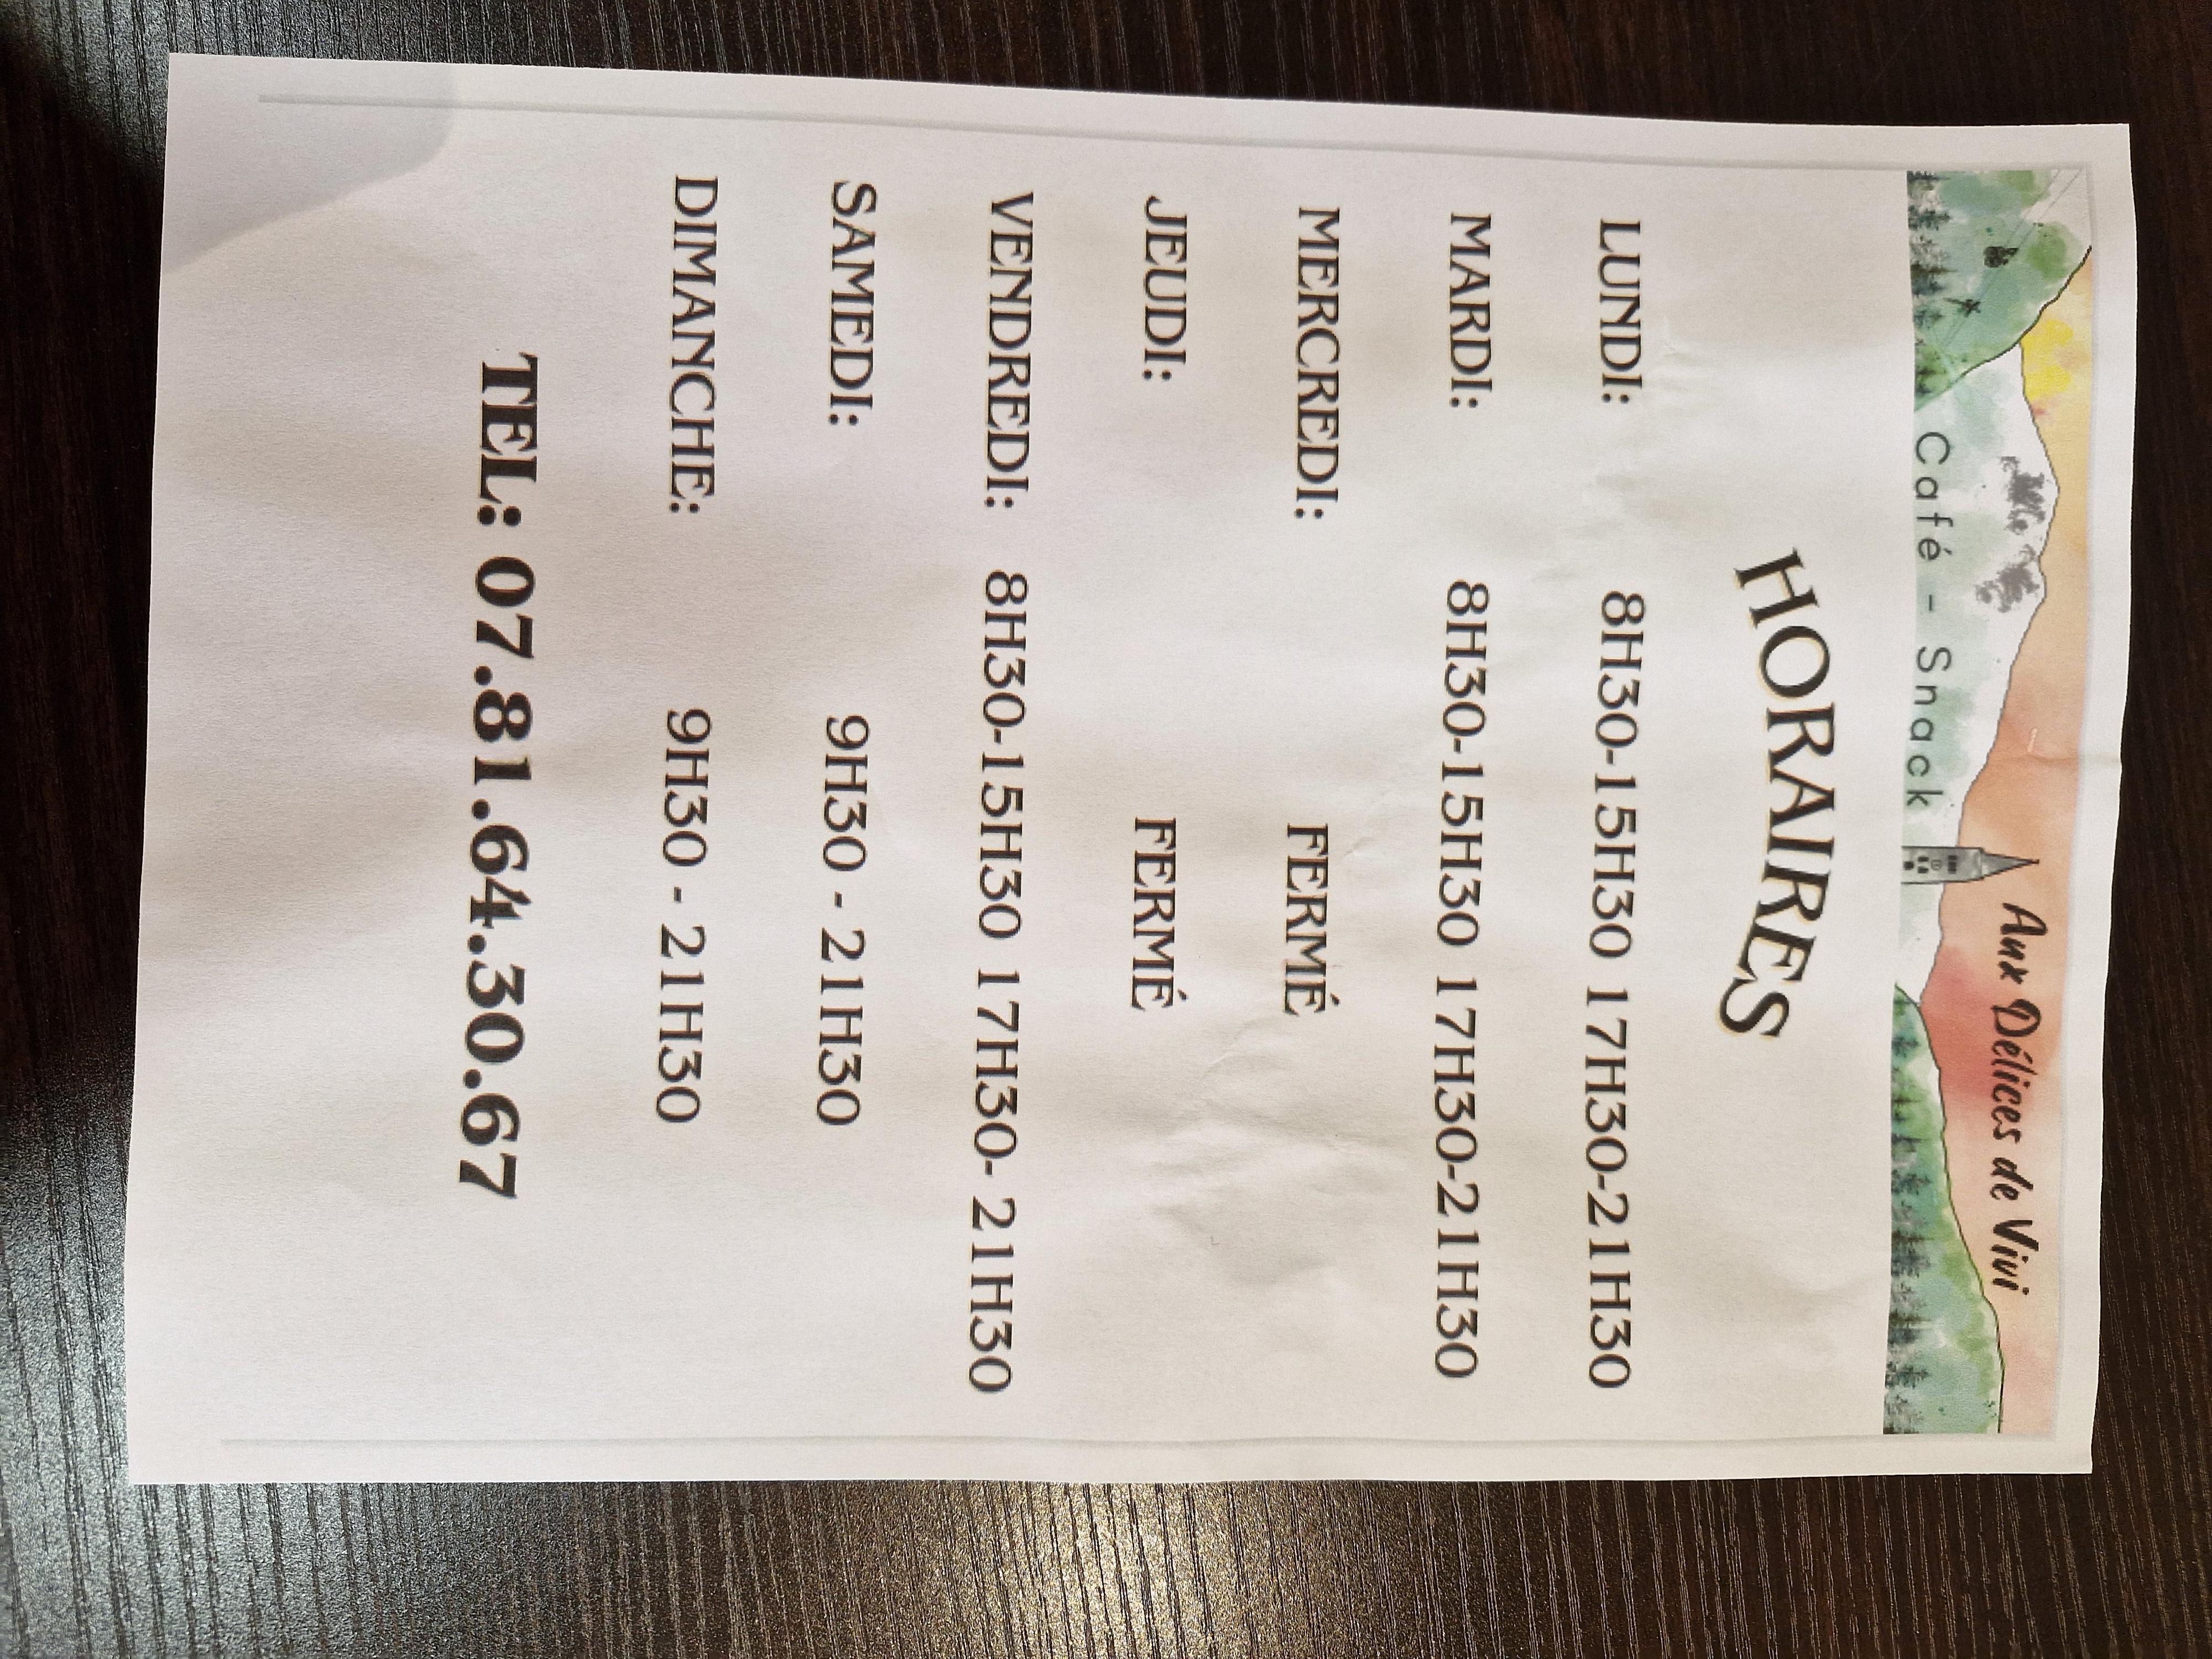 Aux Délices de Vivi
Café - Snack
HORAIRES
LUNDI: 8H30-15H30 17H30-21H30
MARDI: 8H30-15H30 17H30-21H30
MERCREDI: FERMÉ
JEUDI: FERMÉ
VENDREDI: 8H30-15H30 17H30- 21H30
SAMEDI: 9H30 - 21H30
DIMANCHE: 9H30 - 21H30
TEL: 07.81.64.30.67